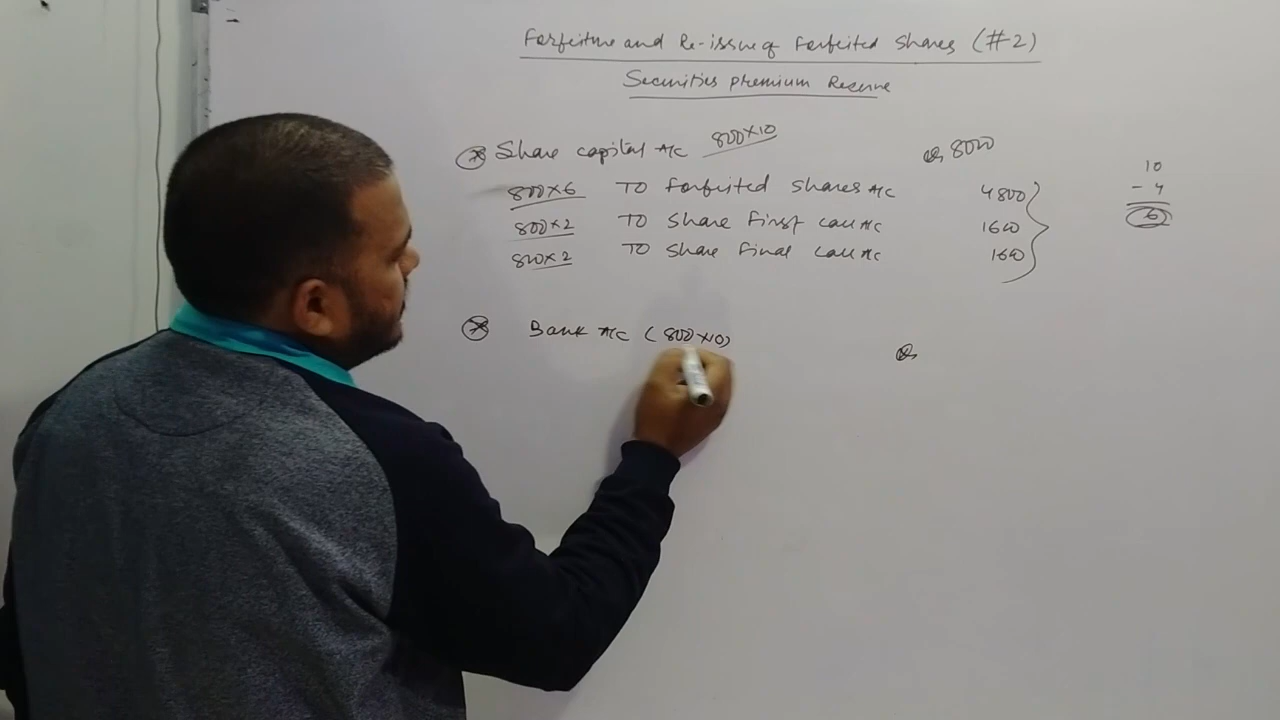 Forfeiture and Re-issue of Forfeited Shares (#2)
Securities Premium Reserve
Share capital A/C 800×10 Dr 8000
800×6 TO Forfeited Shares A/C 4800
800×2 TO Share First Call A/C 1600
800×2 TO Share Final Call A/C 1600
10
- 4
6
Bank A/C (800×10) Dr